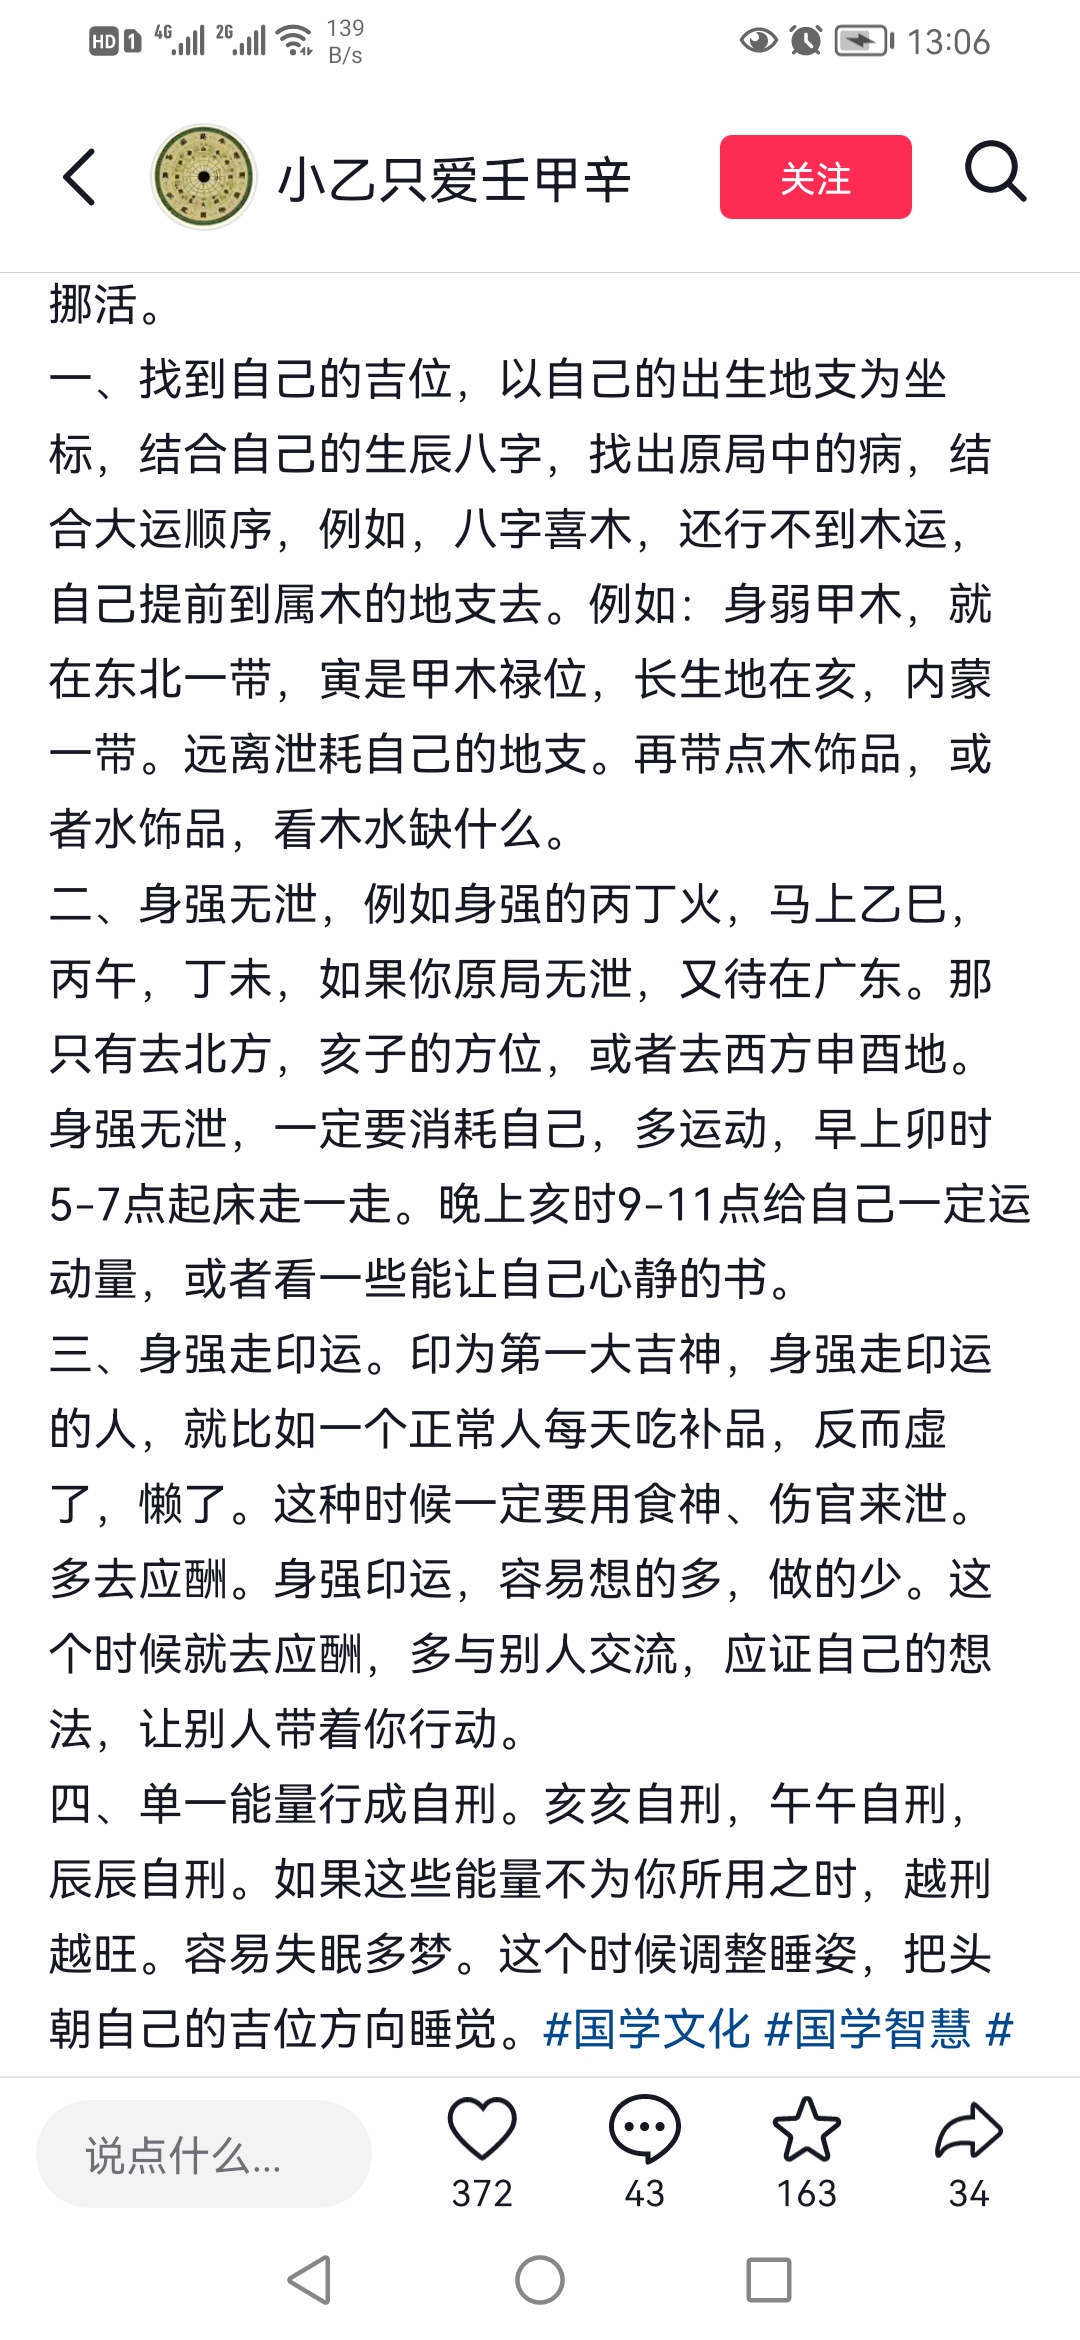 HD 1 4G 2G 139 B/s 13:06
小乙只爱壬甲辛 关注
挪活。
一、找到自己的吉位，以自己的出生地支为坐
标，结合自己的生辰八字，找出原局中的病，结
合大运顺序，例如，八字喜木，还行不到木运，
自己提前到属木的地支去。例如：身弱甲木，就
在东北一带，寅是甲木禄位，长生地在亥，内蒙
一带。远离泄耗自己的地支。再带点木饰品，或
者水饰品，看木水缺什么。
二、身强无泄，例如身强的丙丁火，马上乙巳，
丙午，丁未，如果你原局无泄，又待在广东。那
只有去北方，亥子的方位，或者去西方申酉地。
身强无泄，一定要消耗自己，多运动，早上卯时
5-7点起床走一走。晚上亥时9-11点给自己一定运
动量，或者看一些能让自己心静的书。
三、身强走印运。印为第一大吉神，身强走印运
的人，就比如一个正常人每天吃补品，反而虚
了，懒了。这种时候一定要用食神、伤官来泄。
多去应酬。身强印运，容易想的多，做的少。这
个时候就去应酬，多与别人交流，应证自己的想
法，让别人带着你行动。
四、单一能量行成自刑。亥亥自刑，午午自刑，
辰辰自刑。如果这些能量不为你所用之时，越刑
越旺。容易失眠多梦。这个时候调整睡姿，把头
朝自己的吉位方向睡觉。#国学文化 #国学智慧 #
说点什么... 372 43 163 34